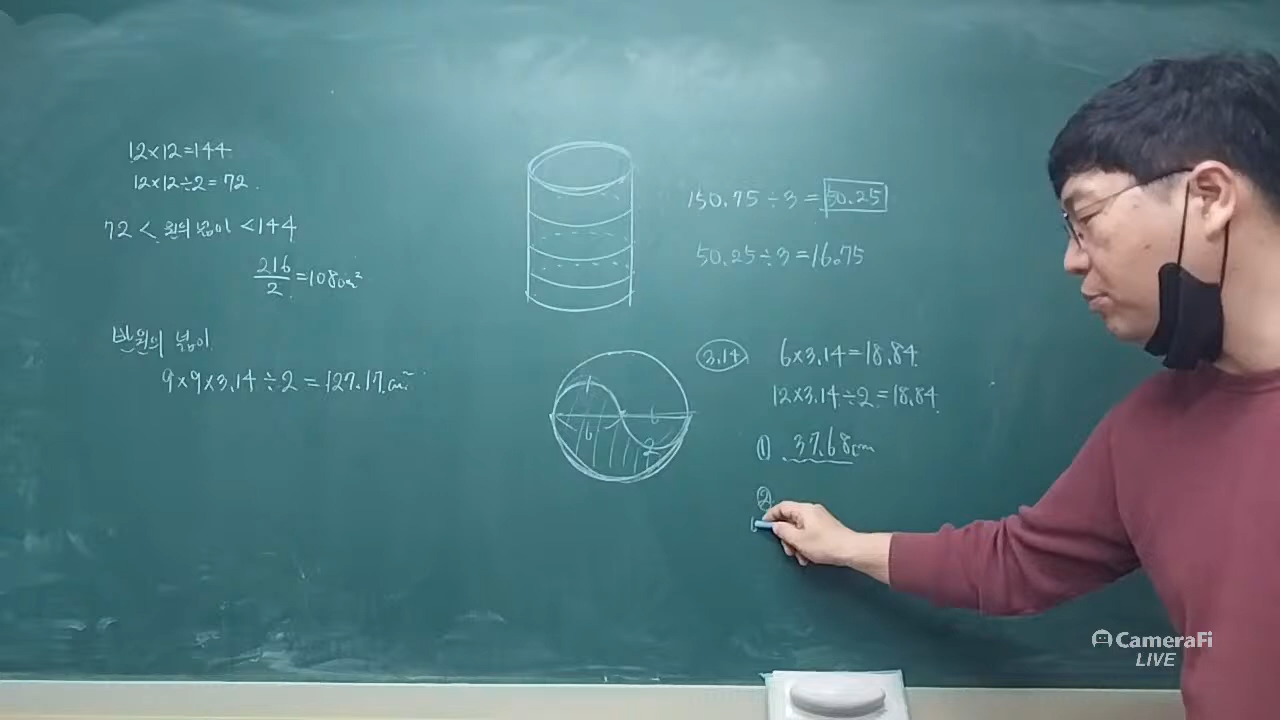 12×12=144
12×12÷2=72.
72 < 원의 넓이 <144
216/2=108cm²
반원의 넓이
9×9×3.14÷2=127.17cm²
150.75÷3=50.25
50.25÷3=16.75
3.14
6×3.14=18.84
12×3.14÷2=18.84
① 37.68cm
②
6
6
CameraFi
LIVE